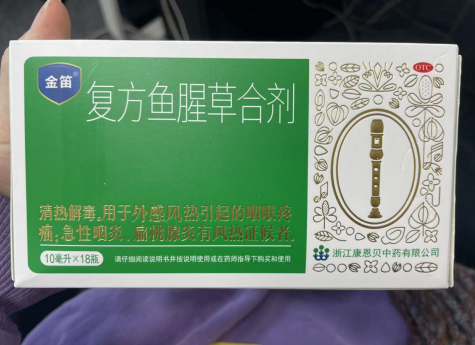 金笛
复方鱼腥草合剂
OTC
清热解毒。用于外感风热引起的咽喉疼
痛;急性咽炎、扁桃腺炎有风热证候者。
10毫升×18瓶
请仔细阅读说明书并按说明使用或在药师指导下购买和使用
浙江康恩贝中药有限公司